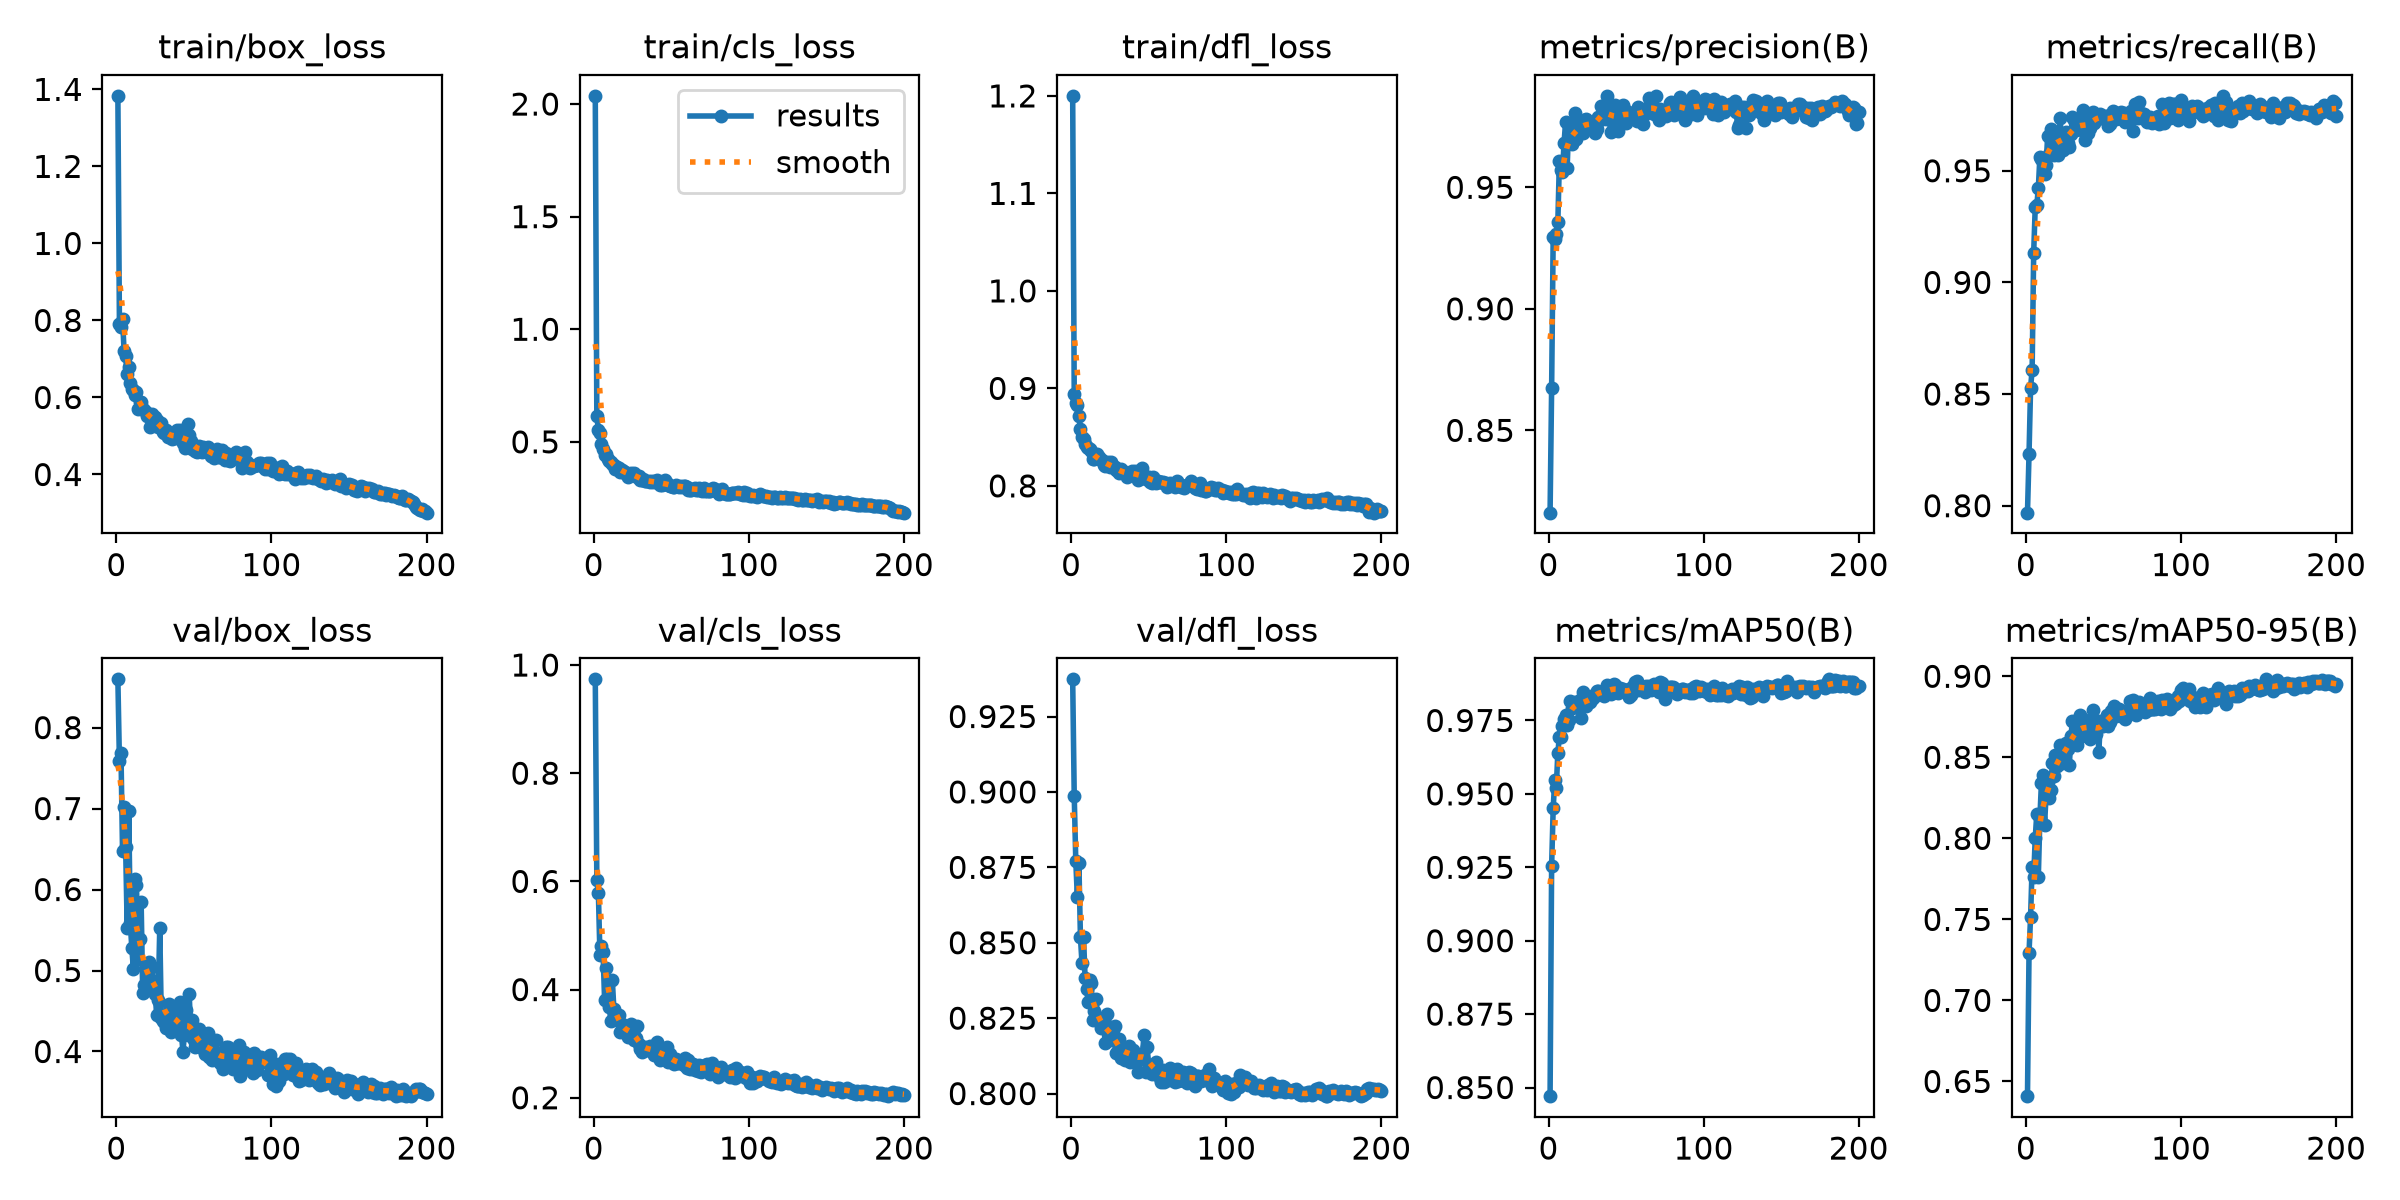 train/box_loss
1.4
1.2
1.0
0.8
0.6
0.4
0 100 200
train/cls_loss
results
smooth
2.0
1.5
1.0
0.5
0 100 200
train/dfl_loss
1.2
1.1
1.0
0.9
0.8
0 100 200
metrics/precision(B)
0.95
0.90
0.85
0 100 200
metrics/recall(B)
0.95
0.90
0.85
0.80
0 100 200
val/box_loss
0.8
0.7
0.6
0.5
0.4
0 100 200
val/cls_loss
1.0
0.8
0.6
0.4
0.2
0 100 200
val/dfl_loss
0.925
0.900
0.875
0.850
0.825
0.800
0 100 200
metrics/mAP50(B)
0.975
0.950
0.925
0.900
0.875
0.850
0 100 200
metrics/mAP50-95(B)
0.90
0.85
0.80
0.75
0.70
0.65
0 100 200